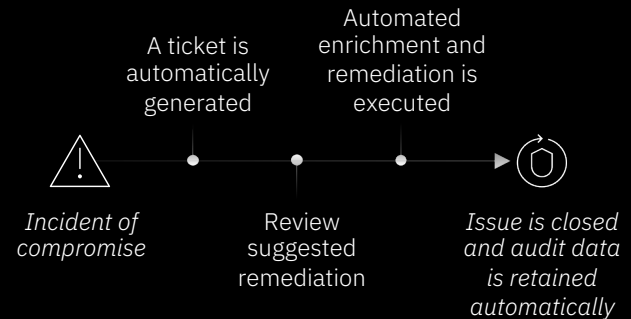 Incident of
compromise
A ticket is
automatically
generated
Review
suggested
remediation
Automated
enrichment and
remediation is
executed
Issue is closed
and audit data
is retained
automatically